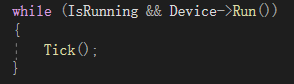 while (IsRunning && Device->Run())
{
    Tick();
}